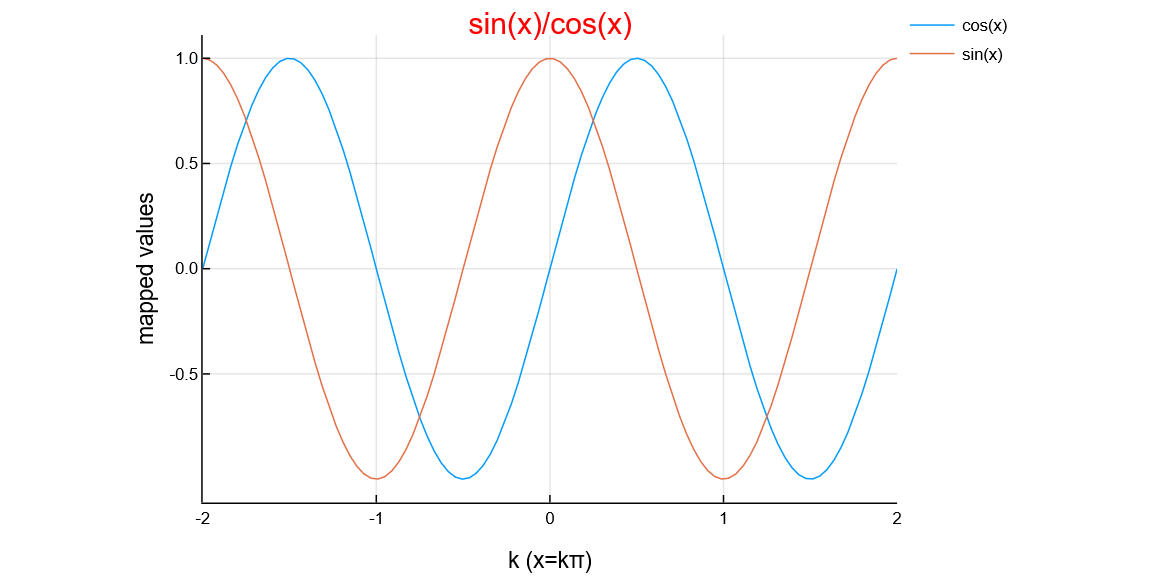 sin(x)/cos(x)
cos(x)
sin(x)
mapped values
1.0
0.5
0.0
-0.5
-2
-1
0
1
2
k (x=kπ)